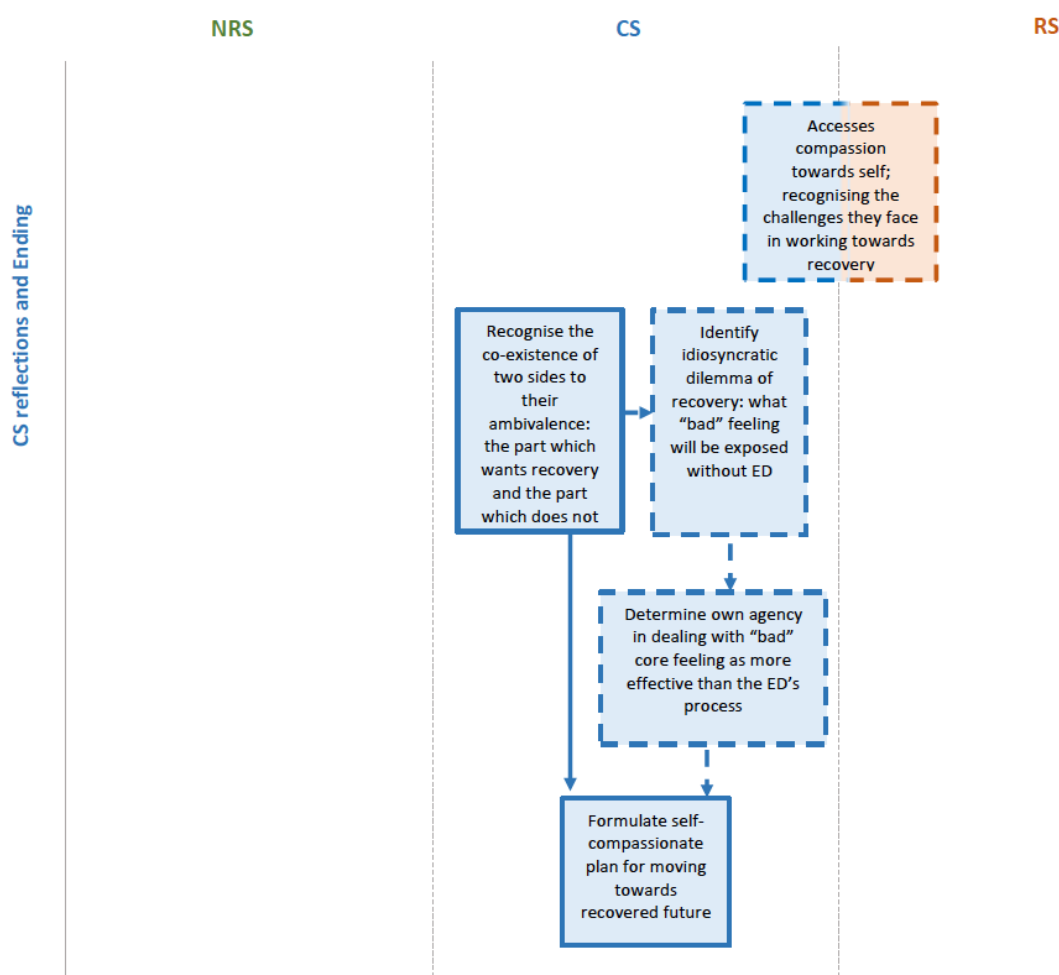 NRS
CS
RS
CS reflections and Ending
Accesses
compassion
towards self;
recognising the
challenges they face
in working towards
recovery
Recognise the
co-existence of
two sides to
their
ambivalence:
the part which
wants recovery
and the part
which does not
Identify
idiosyncratic
dilemma of
recovery: what
“bad” feeling
will be exposed
without ED
Determine own agency
in dealing with “bad”
core feeling as more
effective than the ED’s
process
Formulate self-
compassionate
plan for moving
towards
recovered future